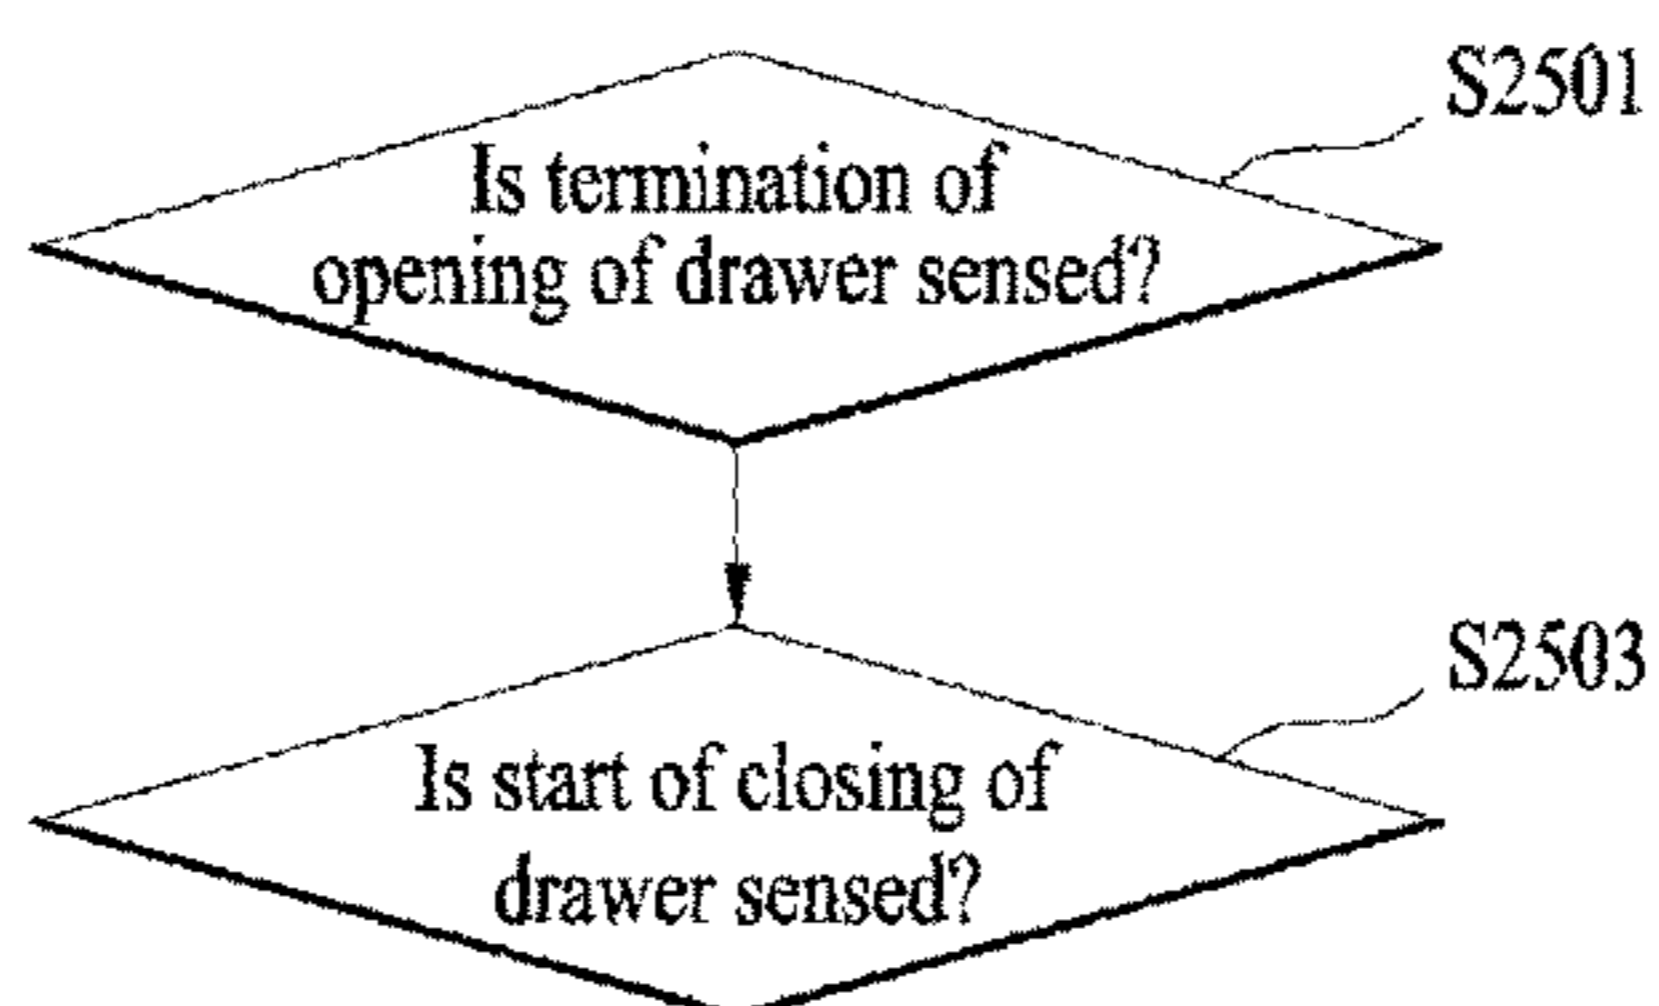 S2501
Is termination of
opening of drawer sensed?
S2503
Is start of closing of
drawer sensed?